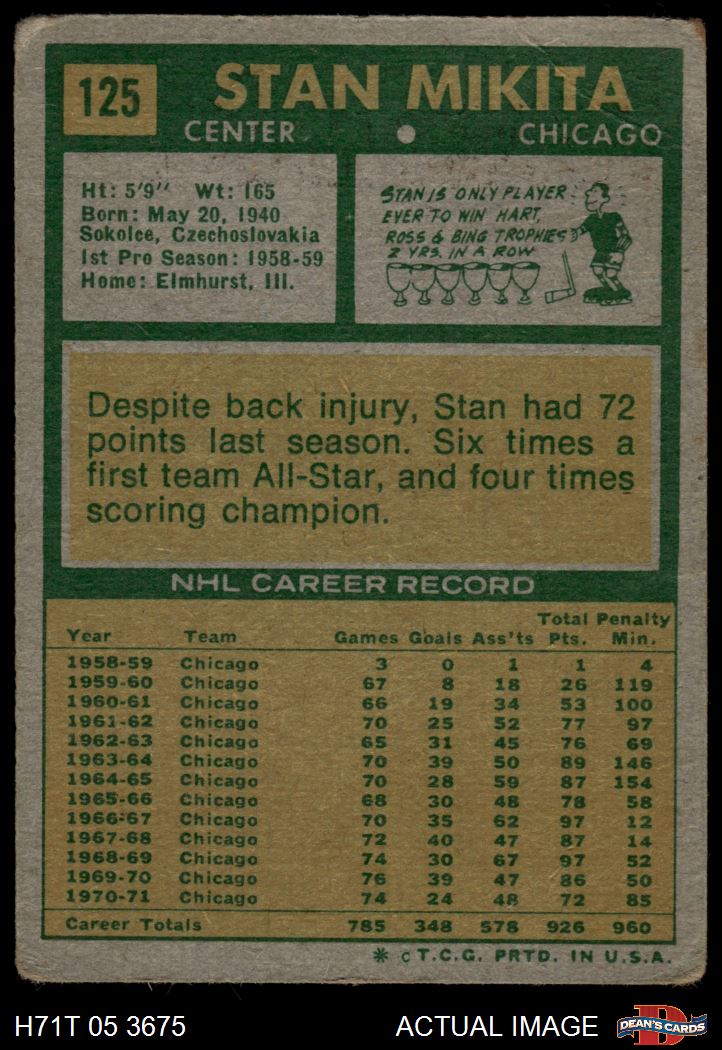 125
STAN MIKITA
CENTER • CHICAGO
Ht: 5'9" Wt: 165
Born: May 20, 1940
Sokolce, Czechoslovakia
1st Pro Season: 1958-59
Home: Elmhurst, Ill.
STAN IS ONLY PLAYER
EVER TO WIN HART,
ROSS & BING TROPHIES
2 YRS. IN A ROW
Despite back injury, Stan had 72
points last season. Six times a
first team All-Star, and four times
scoring champion.
NHL CAREER RECORD
Total Penalty
Year Team Games Goals Ass'ts Pts. Min.
1958-59 Chicago 3 0 1 1 4
1959-60 Chicago 67 8 18 26 119
1960-61 Chicago 66 19 34 53 100
1961-62 Chicago 70 25 52 77 97
1962-63 Chicago 65 31 45 76 69
1963-64 Chicago 70 39 50 89 146
1964-65 Chicago 70 28 59 87 154
1965-66 Chicago 68 30 48 78 58
1966-67 Chicago 70 35 62 97 12
1967-68 Chicago 72 40 47 87 14
1968-69 Chicago 74 30 67 97 52
1969-70 Chicago 76 39 47 86 50
1970-71 Chicago 74 24 48 72 85
Career Totals 785 348 578 926 960
* © T.C.G. PRTD. IN U.S.A.
H71T 05 3675 ACTUAL IMAGE
D
DEAN'S CARDS